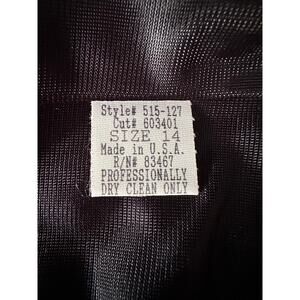 Style# 515-127
Cut# 603401
SIZE 14
Made in U.S.A.
R/N# 83467
PROFESSIONALLY
DRY CLEAN ONLY